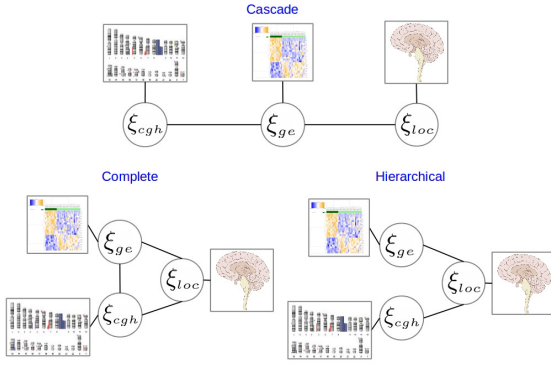 Cascade
ξcgh ξge ξloc
Complete
Hierarchical
ξge
ξloc
ξcgh
ξge
ξloc
ξcgh